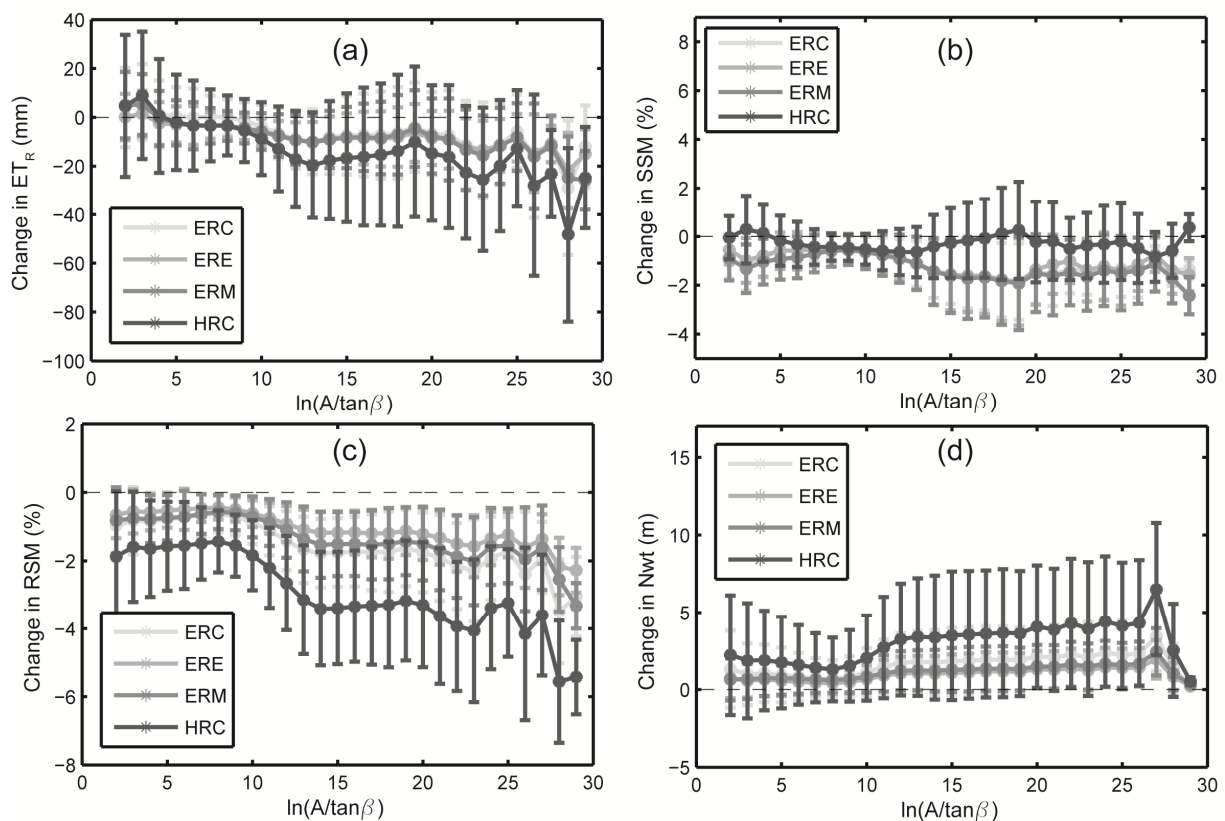 (a)
40
20
0
−20
−40
−60
−80
−100
Change in ET_R (mm)
ERC
ERE
ERM
HRC
0 5 10 15 20 25 30
ln(A/tanβ)
(b)
8
6
4
2
0
−2
−4
Change in SSM (%)
ERC
ERE
ERM
HRC
0 5 10 15 20 25 30
ln(A/tanβ)
(c)
2
0
−2
−4
−6
−8
Change in RSM (%)
ERC
ERE
ERM
HRC
0 5 10 15 20 25 30
ln(A/tanβ)
(d)
15
10
5
0
−5
Change in Nwt (m)
ERC
ERE
ERM
HRC
0 5 10 15 20 25 30
ln(A/tanβ)